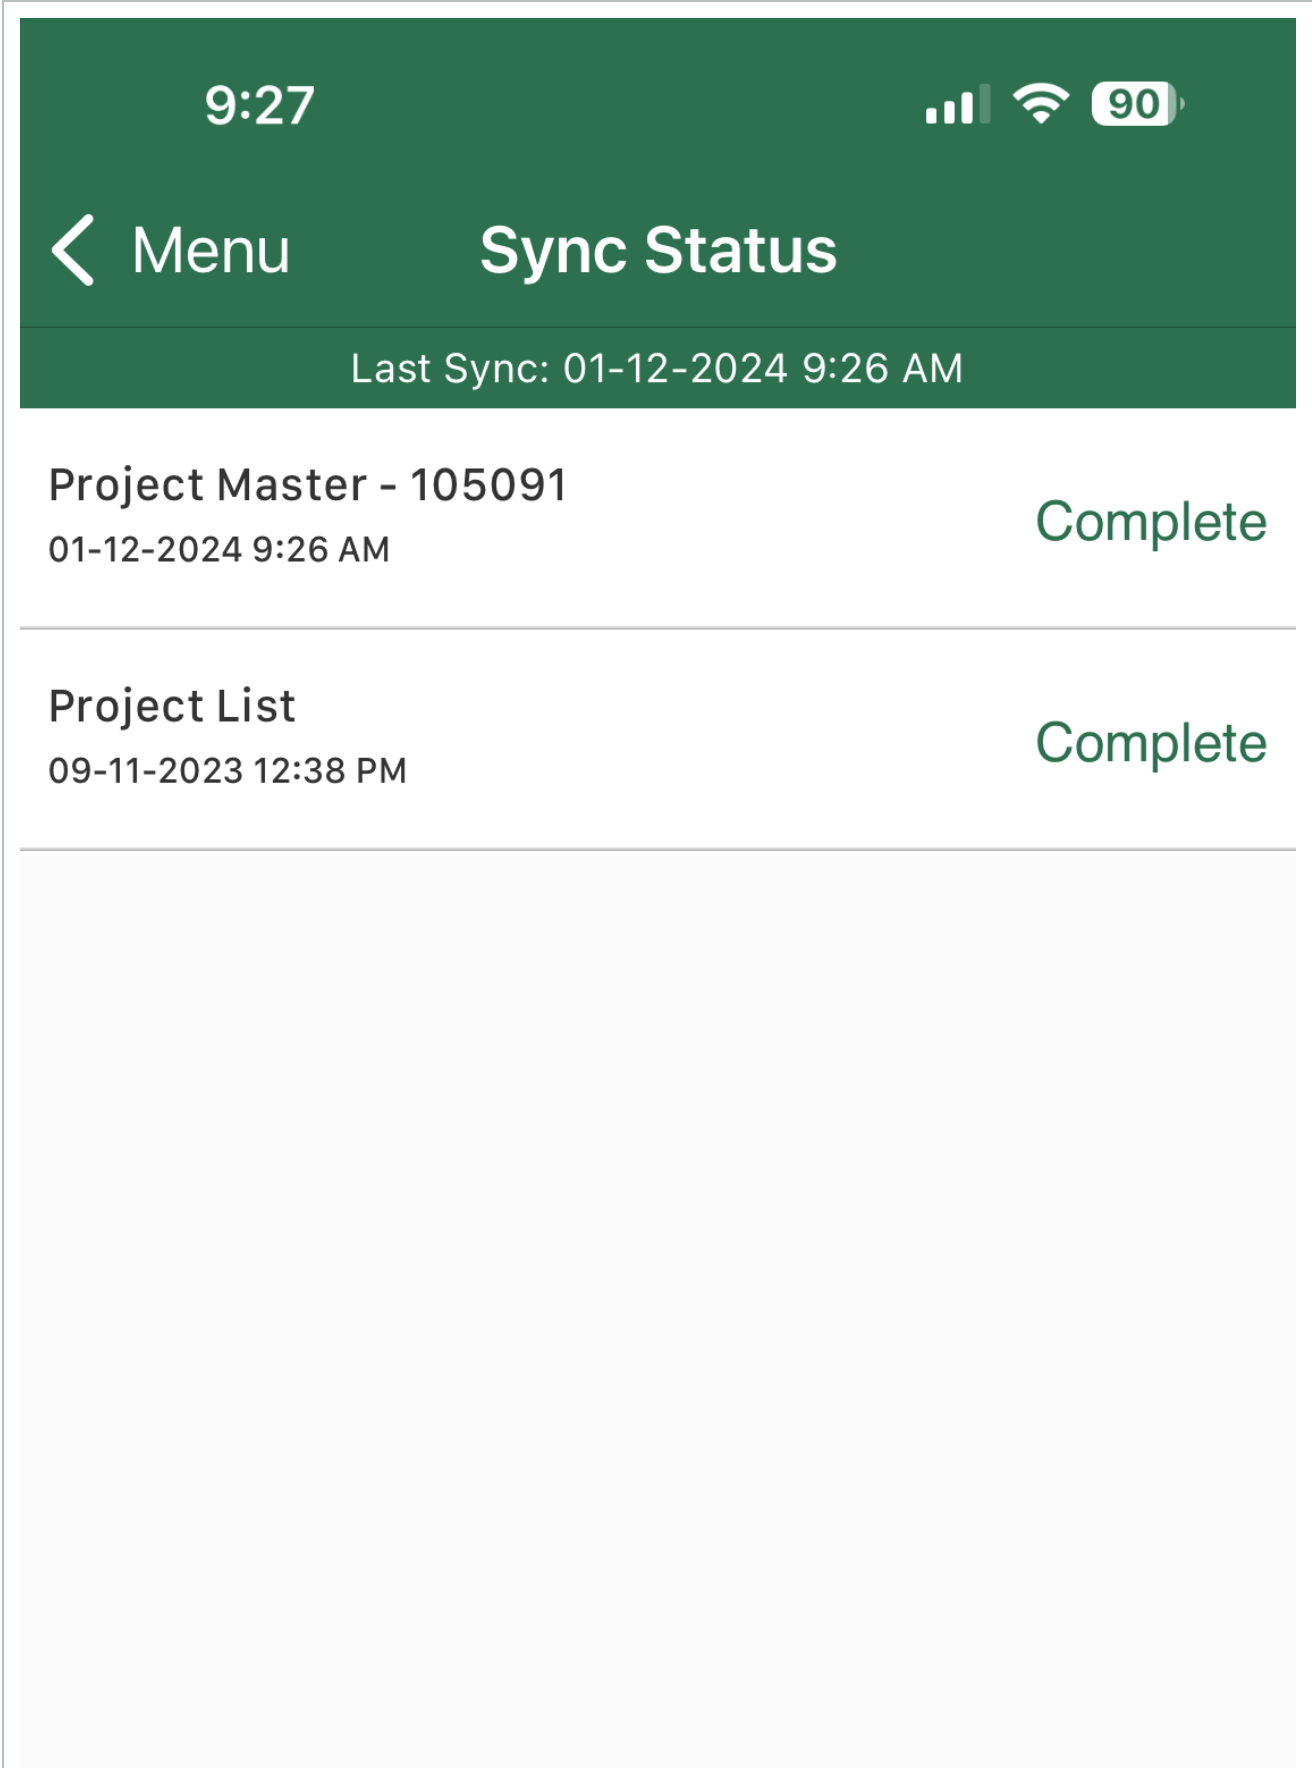 9:27
90
Menu
Sync Status
Last Sync: 01-12-2024 9:26 AM
Project Master - 105091
01-12-2024 9:26 AM
Complete
Project List
09-11-2023 12:38 PM
Complete